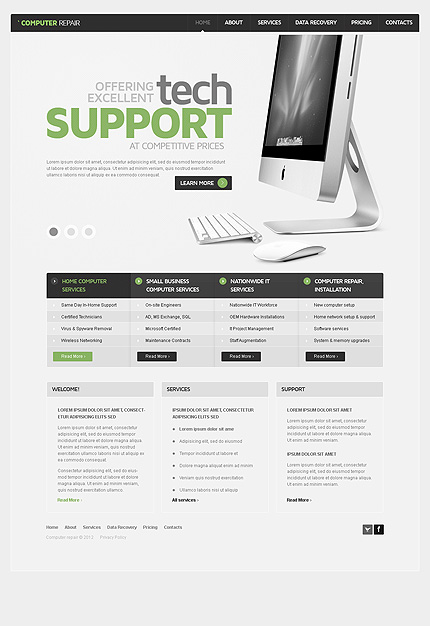 COMPUTER REPAIR
HOME ABOUT SERVICES DATA RECOVERY PRICING CONTACTS
OFFERING
EXCELLENT
tech
SUPPORT
AT COMPETITIVE PRICES
Lorem ipsum dolor sit amet, consectetur, adipisicing elit, sed do eiusmod tempor incididunt
ut labore et dolore magna aliqua. Ut enim ad minim veniam, quis nostrud exercitation
ullamco laboris nisi ut aliquip ex ea commodo consequat.
LEARN MORE
HOME COMPUTER
SERVICES
Same Day In-Home Support
Certified Technicians
Virus & Spyware Removal
Wireless Networking
Read More ›
SMALL BUSINESS
COMPUTER SERVICES
On-site Engineers
AD, MS Exchange, SQL
Microsoft Certified
Maintenance Contracts
Read More ›
NATIONWIDE IT
SERVICES
Nationwide IT Workforce
OEM Hardware Installations
II Project Management
Staff Augmentation
Read More ›
COMPUTER REPAIR,
INSTALLATION
New computer setup
Home network setup & support
Software services
System & memory upgrades
Read More ›
WELCOME!
LOREM IPSUM DOLOR SIT AMET, CONSECT-
ETUR ADIPISICING ELITS SED
Lorem ipsum dolor sit amet, consectetur
adipisicing elit, sed do eiusmod tempor
incididunt ut labore et dolore magna aliqua.
Ut enim ad minim veniam, quis nostrud
exercitation ullamco laboris nisi ut aliquip
ex ea commodo consequat
Consectetur adipisicing elit, sed do eius-
mod tempor incididunt ut labore et dolore
magna aliqua. Ut enim ad minim veniam,
quis nostrud exercitation ullamco.
Read More ›
SERVICES
LOREM IPSUM DOLOR SIT AMET, CONSECTETUR
ADIPISICING ELIT SED
Lorem ipsum dolor sit amet
Adipisicing elit, sed do eiusmod
Tempor incididunt ut labore et
Dolore magna aliqua enim ad minim
Veniam quis nostrud exercitation
Ullamco laboris nisi ut aliquip
All services ›
SUPPORT
LOREM IPSUM DOLOR SIT AMET
Lorem ipsum dolor sit amet, consectetur
adipisicing elit, sed do eiusmod tempor
incididunt ut labore et dolore magna
aliqua. Ut enim ad minim veniam
IPSUM DOLOR SIT AMET
Lorem ipsum dolor sit amet, consectetur
adipisicing elit, sed do eiusmod tempor
incididunt ut labore et dolore magna
aliqua. Ut enim ad minim veniam.
Read More ›
Home About Services Data Recovery Pricing Contacts
Computer repair © 2012 Privacy Policy
f